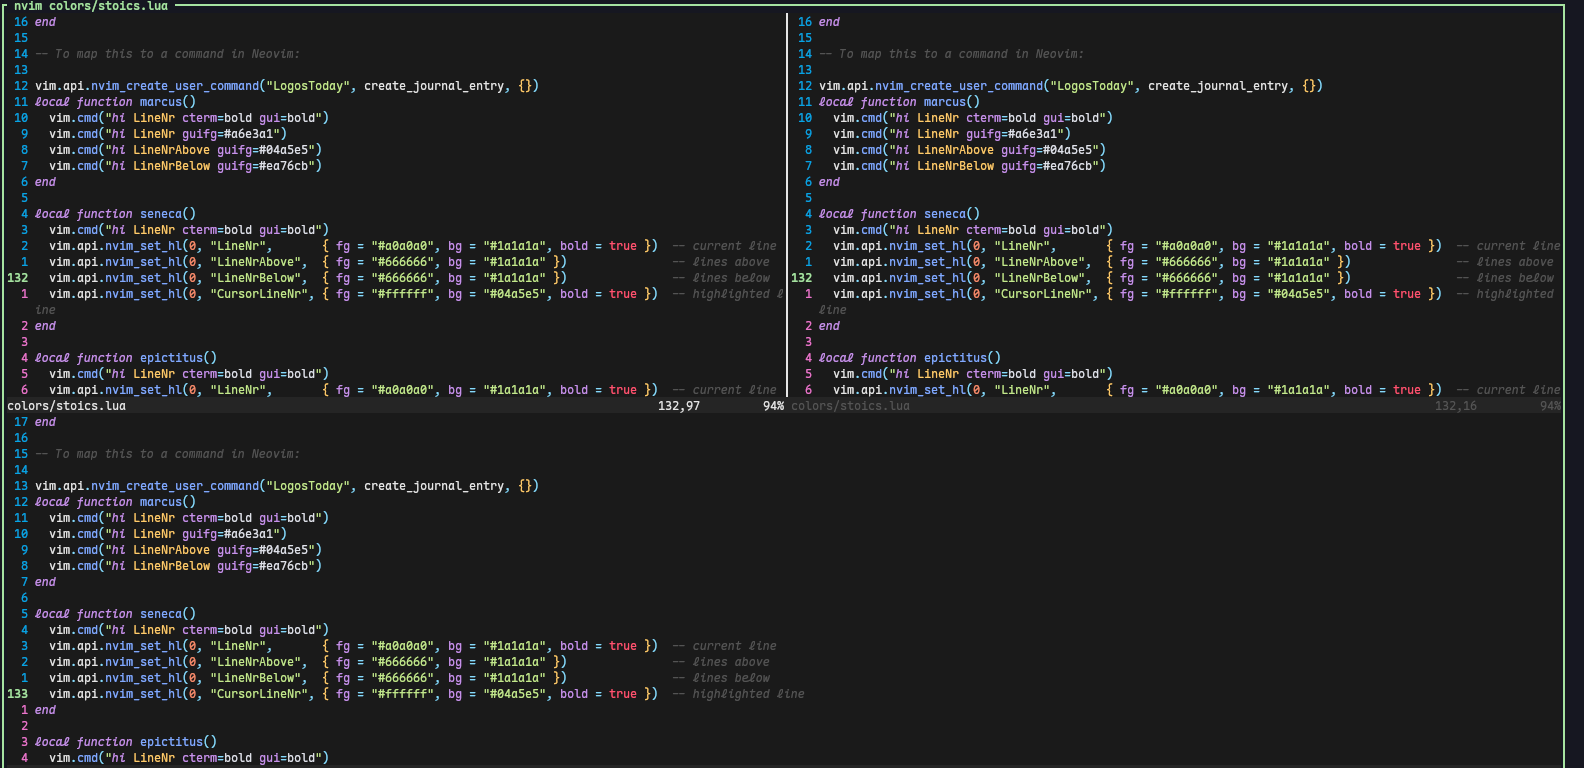 nvim colors/stoics.lua
16 end
15
14 -- To map this to a command in Neovim:
13
12 vim.api.nvim_create_user_command("LogosToday", create_journal_entry, {})
11 local function marcus()
10   vim.cmd("hi LineNr cterm=bold gui=bold")
9   vim.cmd("hi LineNr guifg=#a6e3a1")
8   vim.cmd("hi LineNrAbove guifg=#04a5e5")
7   vim.cmd("hi LineNrBelow guifg=#ea76cb")
6 end
5
4 local function seneca()
3   vim.cmd("hi LineNr cterm=bold gui=bold")
2   vim.api.nvim_set_hl(0, "LineNr",       { fg = "#a0a0a0", bg = "#1a1a1a", bold = true })  -- current line
1   vim.api.nvim_set_hl(0, "LineNrAbove",  { fg = "#666666", bg = "#1a1a1a" })               -- lines above
132   vim.api.nvim_set_hl(0, "LineNrBelow",  { fg = "#666666", bg = "#1a1a1a" })               -- lines below
1   vim.api.nvim_set_hl(0, "CursorLineNr", { fg = "#ffffff", bg = "#04a5e5", bold = true })  -- highlighted l
ine
2 end
3
4 local function epictitus()
5   vim.cmd("hi LineNr cterm=bold gui=bold")
6   vim.api.nvim_set_hl(0, "LineNr",       { fg = "#a0a0a0", bg = "#1a1a1a", bold = true })  -- current line
colors/stoics.lua 132,97 94%
16 end
15
14 -- To map this to a command in Neovim:
13
12 vim.api.nvim_create_user_command("LogosToday", create_journal_entry, {})
11 local function marcus()
10   vim.cmd("hi LineNr cterm=bold gui=bold")
9   vim.cmd("hi LineNr guifg=#a6e3a1")
8   vim.cmd("hi LineNrAbove guifg=#04a5e5")
7   vim.cmd("hi LineNrBelow guifg=#ea76cb")
6 end
5
4 local function seneca()
3   vim.cmd("hi LineNr cterm=bold gui=bold")
2   vim.api.nvim_set_hl(0, "LineNr",       { fg = "#a0a0a0", bg = "#1a1a1a", bold = true })  -- current line
1   vim.api.nvim_set_hl(0, "LineNrAbove",  { fg = "#666666", bg = "#1a1a1a" })               -- lines above
132   vim.api.nvim_set_hl(0, "LineNrBelow",  { fg = "#666666", bg = "#1a1a1a" })               -- lines below
1   vim.api.nvim_set_hl(0, "CursorLineNr", { fg = "#ffffff", bg = "#04a5e5", bold = true })  -- highlighted
line
2 end
3
4 local function epictitus()
5   vim.cmd("hi LineNr cterm=bold gui=bold")
6   vim.api.nvim_set_hl(0, "LineNr",       { fg = "#a0a0a0", bg = "#1a1a1a", bold = true })  -- current line
colors/stoics.lua 132,16 94%
17 end
16
15 -- To map this to a command in Neovim:
14
13 vim.api.nvim_create_user_command("LogosToday", create_journal_entry, {})
12 local function marcus()
11   vim.cmd("hi LineNr cterm=bold gui=bold")
10   vim.cmd("hi LineNr guifg=#a6e3a1")
9   vim.cmd("hi LineNrAbove guifg=#04a5e5")
8   vim.cmd("hi LineNrBelow guifg=#ea76cb")
7 end
6
5 local function seneca()
4   vim.cmd("hi LineNr cterm=bold gui=bold")
3   vim.api.nvim_set_hl(0, "LineNr",       { fg = "#a0a0a0", bg = "#1a1a1a", bold = true })  -- current line
2   vim.api.nvim_set_hl(0, "LineNrAbove",  { fg = "#666666", bg = "#1a1a1a" })               -- lines above
1   vim.api.nvim_set_hl(0, "LineNrBelow",  { fg = "#666666", bg = "#1a1a1a" })               -- lines below
133   vim.api.nvim_set_hl(0, "CursorLineNr", { fg = "#ffffff", bg = "#04a5e5", bold = true })  -- highlighted line
1 end
2
3 local function epictitus()
4   vim.cmd("hi LineNr cterm=bold gui=bold")